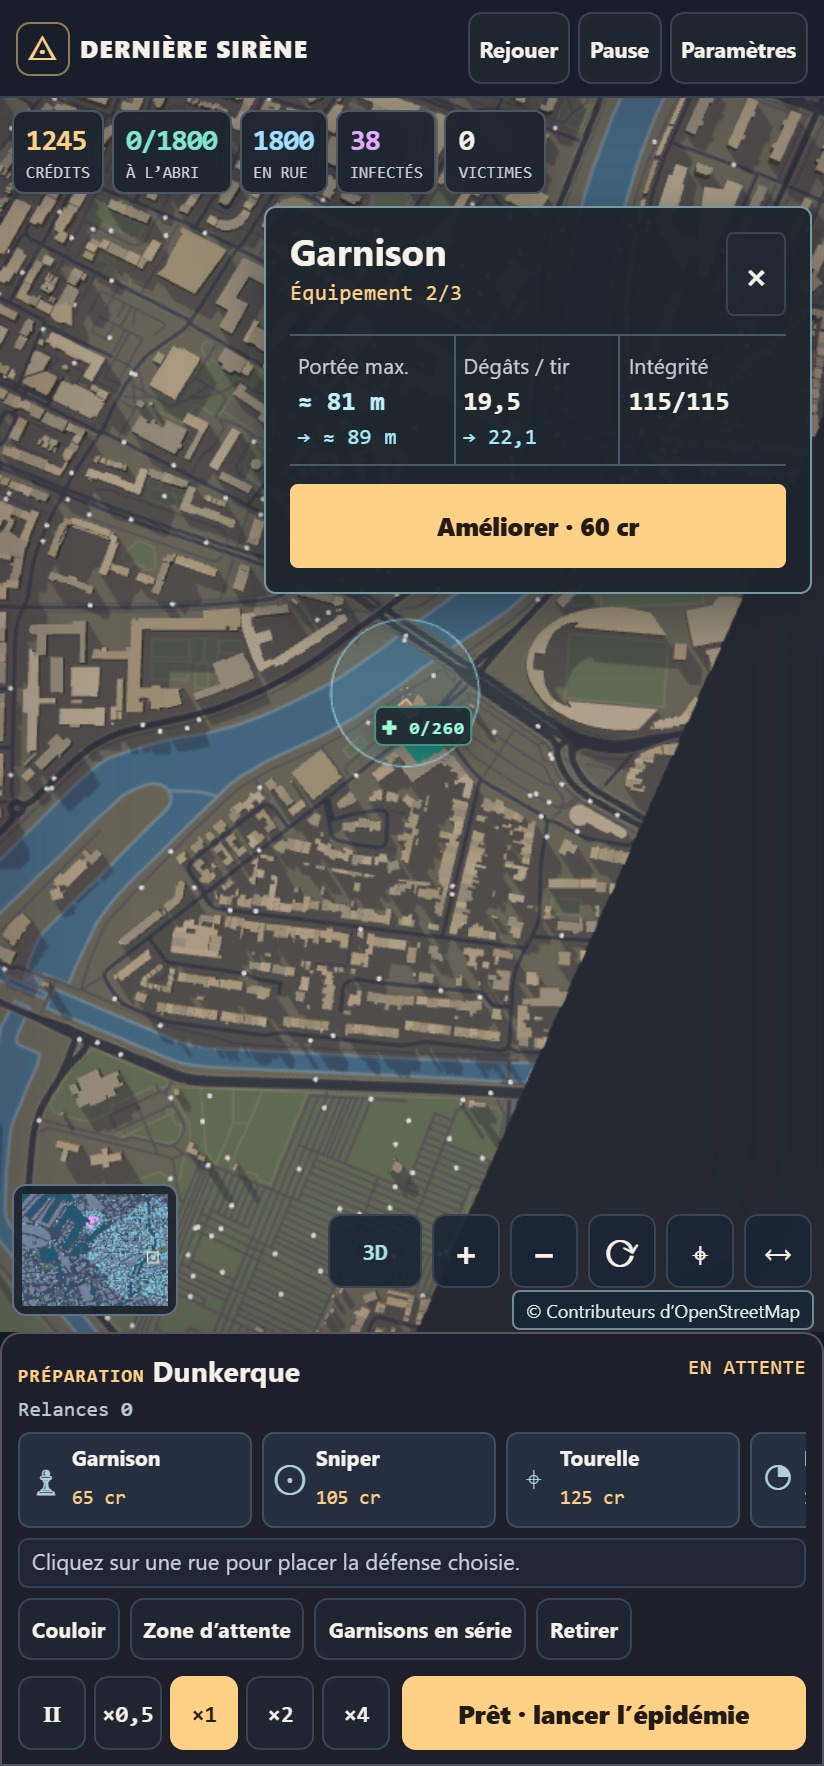 DERNIÈRE SIRÈNE
Rejouer
Pause
Paramètres
1245
CRÉDITS
0/1800
À L’ABRI
1800
EN RUE
38
INFECTÉS
0
VICTIMES
Garnison
Équipement 2/3
×
Portée max.
≈ 81 m
→ ≈ 89 m
Dégâts / tir
19,5
→ 22,1
Intégrité
115/115
Améliorer · 60 cr
✚ 0/260
3D
+
−
© Contributeurs d’OpenStreetMap
PRÉPARATION Dunkerque
EN ATTENTE
Relances 0
Garnison
65 cr
Sniper
105 cr
Tourelle
125 cr
Cliquez sur une rue pour placer la défense choisie.
Couloir
Zone d’attente
Garnisons en série
Retirer
II
×0,5
×1
×2
×4
Prêt · lancer l’épidémie